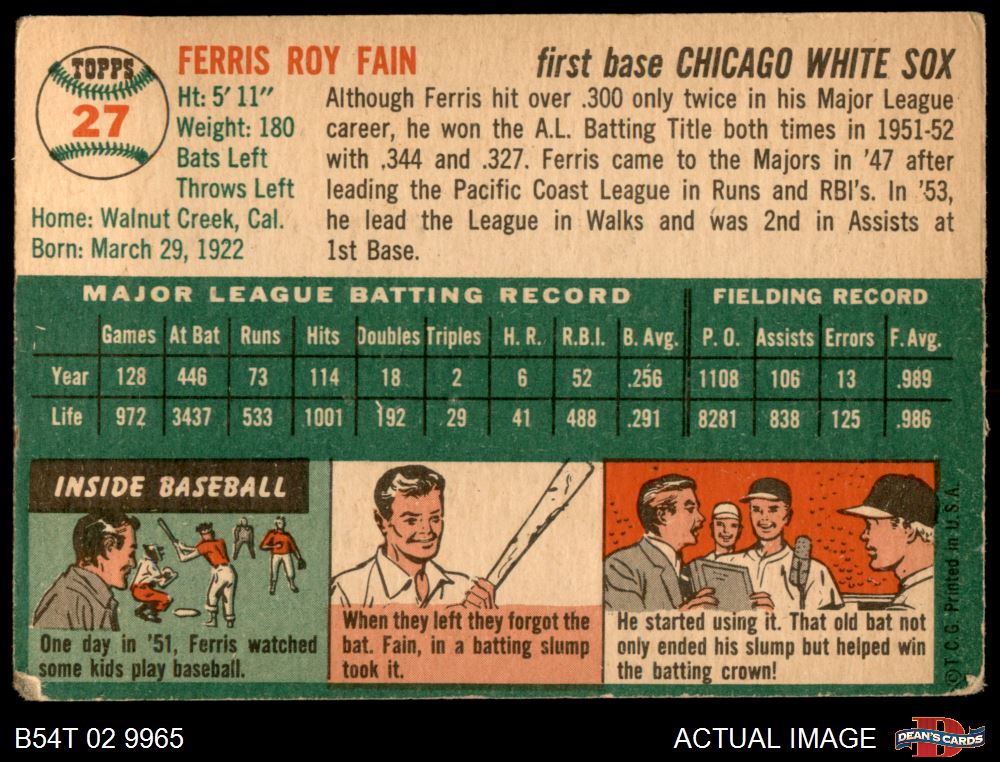 TOPPS
27
FERRIS ROY FAIN
first base CHICAGO WHITE SOX
Ht: 5' 11"
Weight: 180
Bats Left
Throws Left
Home: Walnut Creek, Cal.
Born: March 29, 1922
Although Ferris hit over .300 only twice in his Major League
career, he won the A.L. Batting Title both times in 1951-52
with .344 and .327. Ferris came to the Majors in '47 after
leading the Pacific Coast League in Runs and RBI's. In '53,
he lead the League in Walks and was 2nd in Assists at
1st Base.
MAJOR LEAGUE BATTING RECORD FIELDING RECORD
Games At Bat Runs Hits Doubles Triples H. R. R.B.I. B. Avg. P. O. Assists Errors F. Avg.
Year 128 446 73 114 18 2 6 52 .256 1108 106 13 .989
Life 972 3437 533 1001 192 29 41 488 .291 8281 838 125 .986
INSIDE BASEBALL
One day in '51, Ferris watched
some kids play baseball.
When they left they forgot the
bat. Fain, in a batting slump
took it.
He started using it. That old bat not
only ended his slump but helped win
the batting crown!
© T.C.G. Printed in U.S.A.
B54T 02 9965
ACTUAL IMAGE
DEAN'S CARDS